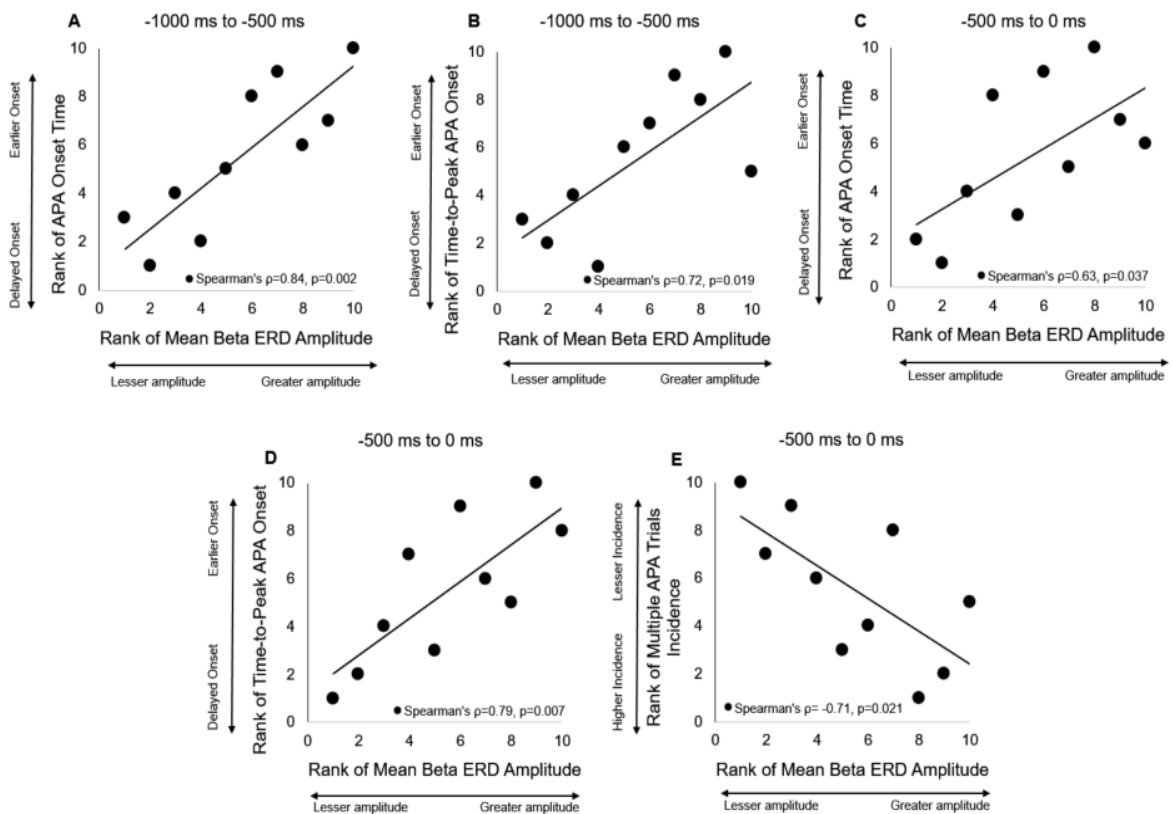 A
-1000 ms to -500 ms
Earlier Onset
Delayed Onset
Rank of APA Onset Time
10
8
6
4
2
0
Spearman's ρ=0.84, p=0.002
0 2 4 6 8 10
Rank of Mean Beta ERD Amplitude
Lesser amplitude Greater amplitude
B
-1000 ms to -500 ms
Earlier Onset
Delayed Onset
Rank of Time-to-Peak APA Onset
10
8
6
4
2
0
Spearman's ρ=0.72, p=0.019
0 2 4 6 8 10
Rank of Mean Beta ERD Amplitude
Lesser amplitude Greater amplitude
C
-500 ms to 0 ms
Earlier Onset
Delayed Onset
Rank of APA Onset Time
10
8
6
4
2
0
Spearman's ρ=0.63, p=0.037
0 2 4 6 8 10
Rank of Mean Beta ERD Amplitude
Lesser amplitude Greater amplitude
D
-500 ms to 0 ms
Earlier Onset
Delayed Onset
Rank of Time-to-Peak APA Onset
10
8
6
4
2
0
Spearman's ρ=0.79, p=0.007
0 2 4 6 8 10
Rank of Mean Beta ERD Amplitude
Lesser amplitude Greater amplitude
E
-500 ms to 0 ms
Lesser Incidence
Higher Incidence
Rank of Multiple APA Trials
Incidence
10
8
6
4
2
0
Spearman's ρ= -0.71, p=0.021
0 2 4 6 8 10
Rank of Mean Beta ERD Amplitude
Lesser amplitude Greater amplitude